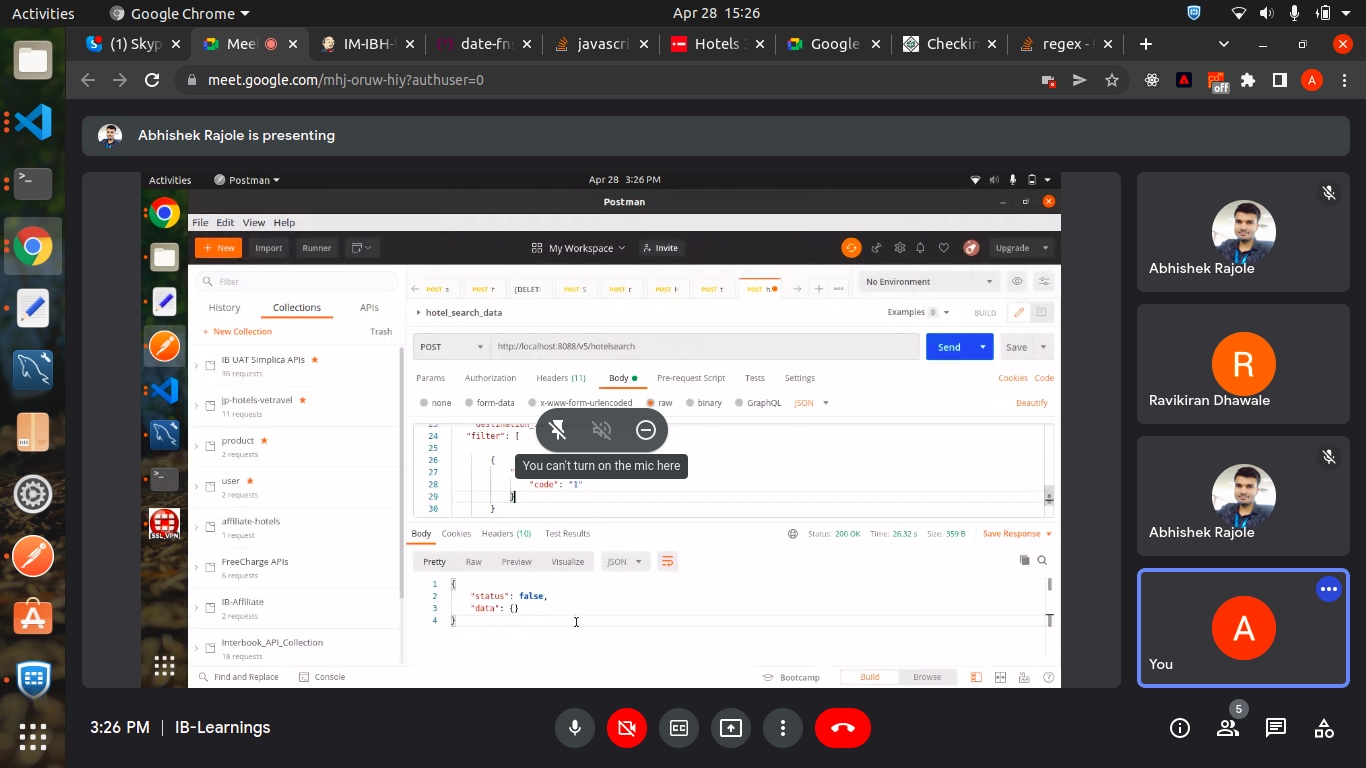 Activities Google Chrome Apr 28 15:26
(1) Skyp Mee IM-IBH- date-fn javascri Hotels Google Checkin regex -
meet.google.com/mhj-oruw-hiy?authuser=0
off A
Abhishek Rajole is presenting
Activities Postman Apr 28 3:26 PM
Postman
File Edit View Help
New Import Runner My Workspace Invite Upgrade
Filter
POST s POST [DELET POST S POST r POST POST t POST h No Environment
History Collections APIs
hotel_search_data Examples 0 BUILD
New Collection Trash
POST http://localhost:8088/v5/hotelsearch Send Save
IB UAT Simplica APIs
36 requests
Params Authorization Headers (11) Body Pre-request Script Tests Settings Cookies Code
jp-hotels-vetravel
11 requests
none form-data x-www-form-urlencoded raw binary GraphQL JSON Beautify
product
2 requests
24 "filter": [
25
26 {
27 "
28 "code": "1"
29 }
30 }
You can't turn on the mic here
user
2 requests
affiliate-hotels
1 request
Body Cookies Headers (10) Test Results Status: 200 OK Time: 26.32 s Size: 359 B Save Response
FreeCharge APIs
6 requests
Pretty Raw Preview Visualize JSON
1 {
2 "status": false,
3 "data": {}
4 }
IB-Affiliate
2 requests
Interbook_API_Collection
18 requests
Find and Replace Console Bootcamp Build Browse
Abhishek Rajole
R
Ravikiran Dhawale
Abhishek Rajole
A
You
SSL_VPN
3:26 PM | IB-Learnings
5